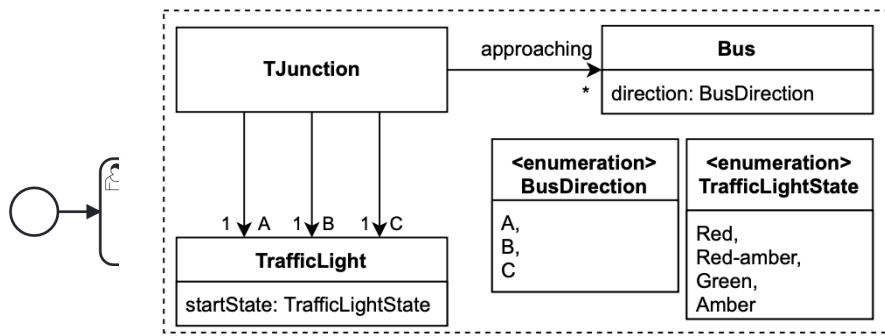 TJunction
approaching
*
Bus
direction: BusDirection
1 A
1 B
1 C
TrafficLight
startState: TrafficLightState
<enumeration>
BusDirection
A,
B,
C
<enumeration>
TrafficLightState
Red,
Red-amber,
Green,
Amber